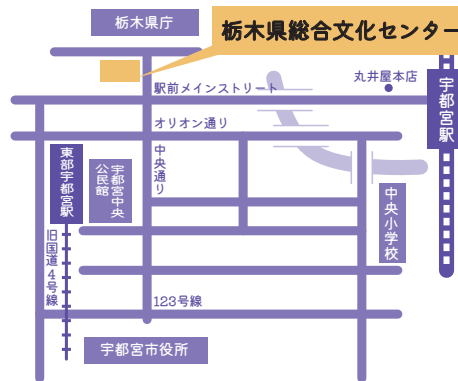 栃木県庁
栃木県総合文化センター
丸井屋本店
駅前メインストリート
宇都宮駅
オリオン通り
中央通り
東部宇都宮駅
宇都宮中央
公民館
中央小学校
旧国道4号線
123号線
宇都宮市役所